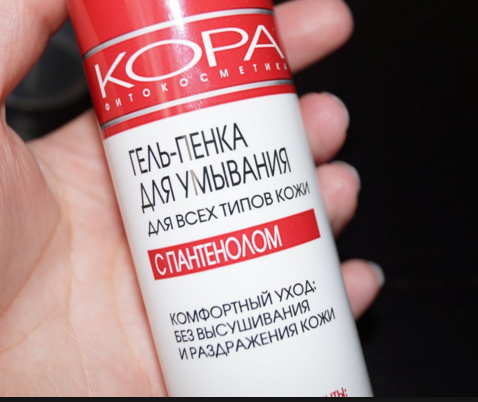 КОРА
ФИТОКОСМЕТИКА
ГЕЛЬ-ПЕНКА
ДЛЯ УМЫВАНИЯ
ДЛЯ ВСЕХ ТИПОВ КОЖИ
С ПАНТЕНОЛОМ
КОМФОРТНЫЙ УХОД:
БЕЗ ВЫСУШИВАНИЯ
И РАЗДРАЖЕНИЯ КОЖИ